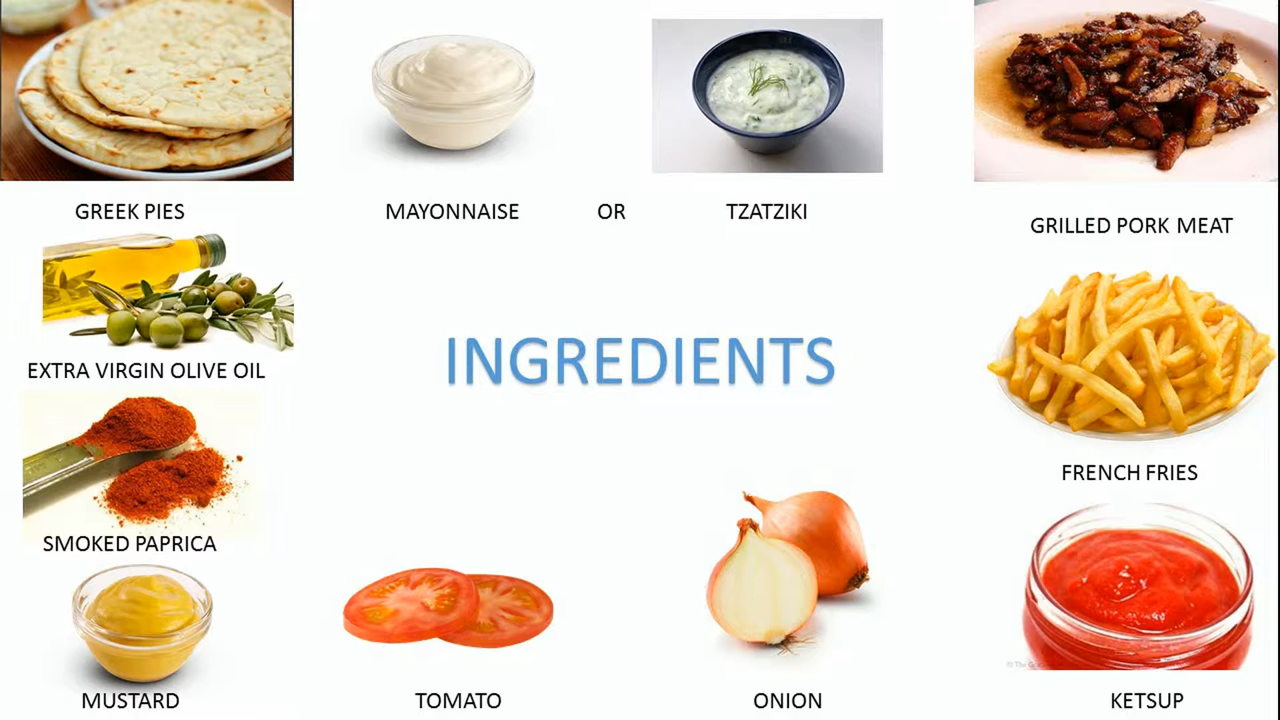 GREEK PIES
MAYONNAISE
OR
TZATZIKI
GRILLED PORK MEAT
EXTRA VIRGIN OLIVE OIL
INGREDIENTS
FRENCH FRIES
SMOKED PAPRICA
MUSTARD
TOMATO
ONION
KETSUP